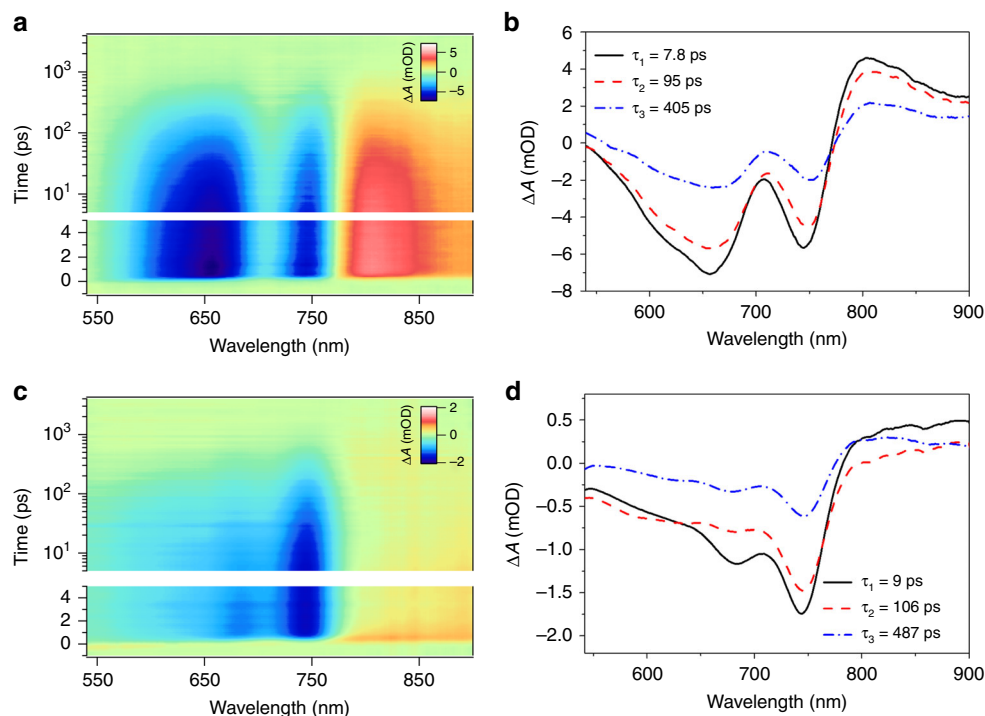 a
Time (ps)
10³
10²
10¹
4
2
0
ΔA (mOD)
5
0
−5
550
650
750
850
Wavelength (nm)
b
ΔA (mOD)
6
4
2
0
−2
−4
−6
−8
τ₁ = 7.8 ps
τ₂ = 95 ps
τ₃ = 405 ps
600
700
800
900
Wavelength (nm)
c
Time (ps)
10³
10²
10¹
4
2
0
ΔA (mOD)
2
0
−2
550
650
750
850
Wavelength (nm)
d
ΔA (mOD)
0.5
0.0
−0.5
−1.0
−1.5
−2.0
τ₁ = 9 ps
τ₂ = 106 ps
τ₃ = 487 ps
600
700
800
900
Wavelength (nm)